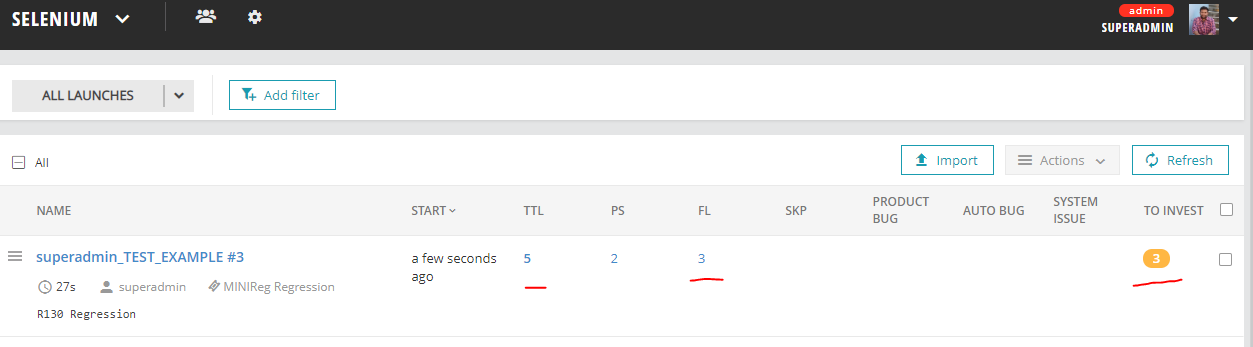 SELENIUM
admin
SUPERADMIN
ALL LAUNCHES
Add filter
All
Import
Actions
Refresh
NAME
START
TTL
PS
FL
SKP
PRODUCT BUG
AUTO BUG
SYSTEM ISSUE
TO INVEST
superadmin_TEST_EXAMPLE #3
a few seconds ago
5
2
3
3
27s
superadmin
MINIReg Regression
R130 Regression